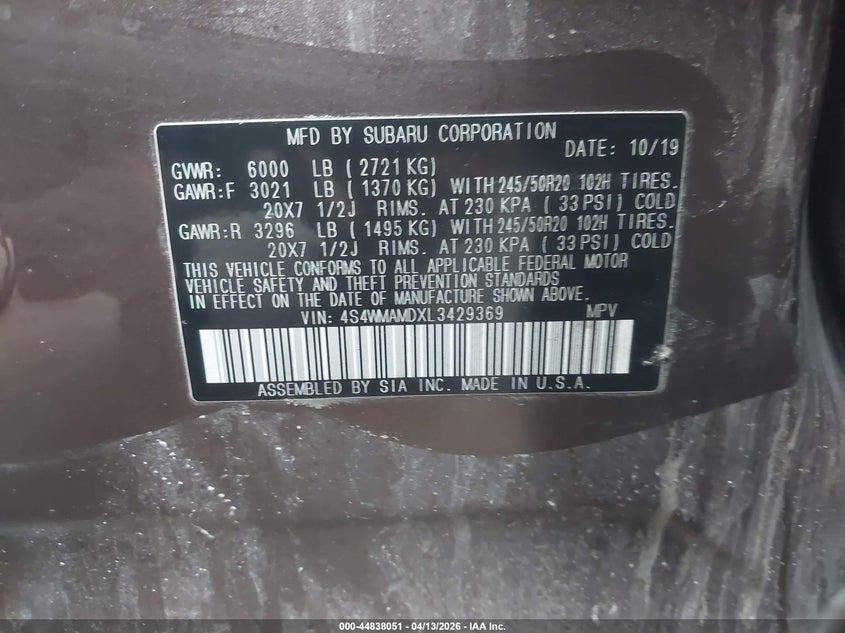 MFD BY SUBARU CORPORATION
DATE: 10/19
GVWR: 6000 LB ( 2721 KG)
GAWR:F 3021 LB ( 1370 KG) WITH 245/50R20 102H TIRES.
20X7 1/2J RIMS. AT 230 KPA ( 33 PSI) COLD
GAWR:R 3296 LB ( 1495 KG) WITH 245/50R20 102H TIRES.
20X7 1/2J RIMS. AT 230 KPA ( 33 PSI) COLD
THIS VEHICLE CONFORMS TO ALL APPLICABLE FEDERAL MOTOR
VEHICLE SAFETY AND THEFT PREVENTION STANDARDS
IN EFFECT ON THE DATE OF MANUFACTURE SHOWN ABOVE.
VIN: 4S4WMAMDXL3429369 MPV
ASSEMBLED BY SIA INC. MADE IN U.S.A.
000-44838051 04/13/2026 - IAA Inc.